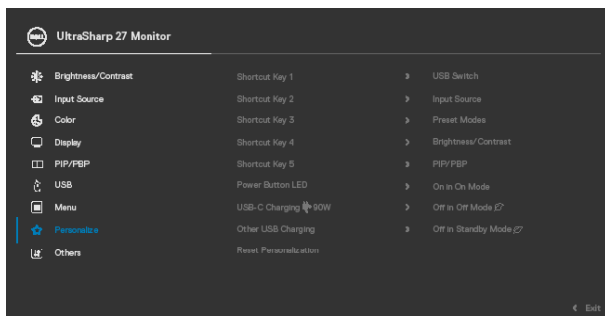 DELL UltraSharp 27 Monitor
Brightness/Contrast Shortcut Key 1 USB Switch
Input Source Shortcut Key 2 Input Source
Color Shortcut Key 3 Preset Modes
Display Shortcut Key 4 Brightness/Contrast
PIP/PBP Shortcut Key 5 PIP/PBP
USB Power Button LED On in On Mode
Menu USB-C Charging 90W Off in Off Mode
Personalize Other USB Charging Off in Standby Mode
Others Reset Personalization
Exit